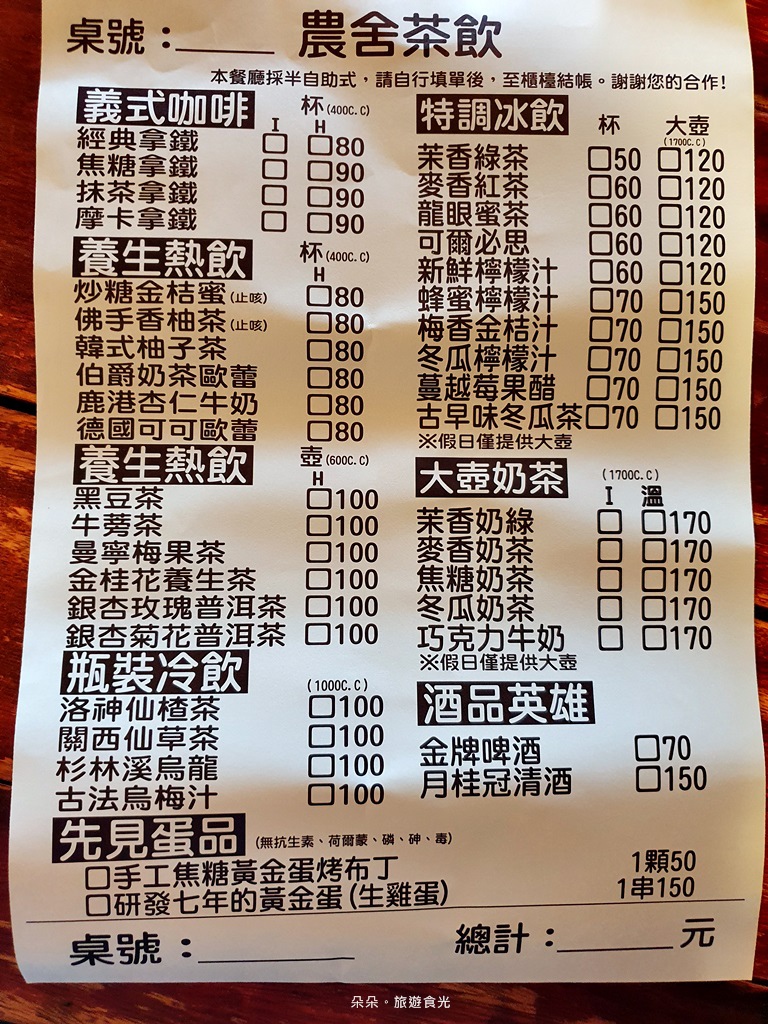 桌號：_____ 農舍茶飲
本餐廳採半自助式，請自行填單後，至櫃檯結帳。謝謝您的合作!
義式咖啡 杯(400C.C)
I H
經典拿鐵 □ □80
焦糖拿鐵 □ □90
抹茶拿鐵 □ □90
摩卡拿鐵 □ □90
養生熱飲 杯(400C.C)
H
炒糖金桔蜜(止咳) □80
佛手香柚茶(止咳) □80
韓式柚子茶 □80
伯爵奶茶歐蕾 □80
鹿港杏仁牛奶 □80
德國可可歐蕾 □80
養生熱飲 壺(600C.C)
H
黑豆茶 □100
牛蒡茶 □100
曼寧梅果茶 □100
金桂花養生茶 □100
銀杏玫瑰普洱茶 □100
銀杏菊花普洱茶 □100
瓶裝冷飲 (1000C.C)
洛神仙楂茶 □100
關西仙草茶 □100
杉林溪烏龍 □100
古法烏梅汁 □100
特調冰飲 杯 大壺
(1700C.C)
茉香綠茶 □50 □120
麥香紅茶 □60 □120
龍眼蜜茶 □60 □120
可爾必思 □60 □120
新鮮檸檬汁 □60 □120
蜂蜜檸檬汁 □70 □150
梅香金桔汁 □70 □150
冬瓜檸檬汁 □70 □150
蔓越莓果醋 □70 □150
古早味冬瓜茶 □70 □150
※假日僅提供大壺
大壺奶茶 (1700C.C)
I 溫
茉香奶綠 □ □170
麥香奶茶 □ □170
焦糖奶茶 □ □170
冬瓜奶茶 □ □170
巧克力牛奶 □ □170
※假日僅提供大壺
酒品英雄
金牌啤酒 □70
月桂冠清酒 □150
先見蛋品 (無抗生素、荷爾蒙、磷、砷、毒)
□手工焦糖黃金蛋烤布丁 1顆50
□研發七年的黃金蛋(生雞蛋) 1串150
桌號：________ 總計：______元
朵朵。旅遊食光